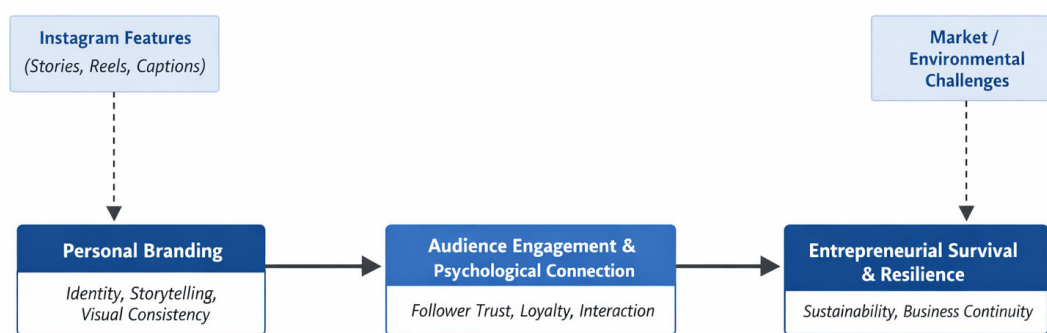 Instagram Features
(Stories, Reels, Captions)
Market /
Environmental
Challenges
Personal Branding
Identity, Storytelling,
Visual Consistency
Audience Engagement &
Psychological Connection
Follower Trust, Loyalty, Interaction
Entrepreneurial Survival
& Resilience
Sustainability, Business Continuity